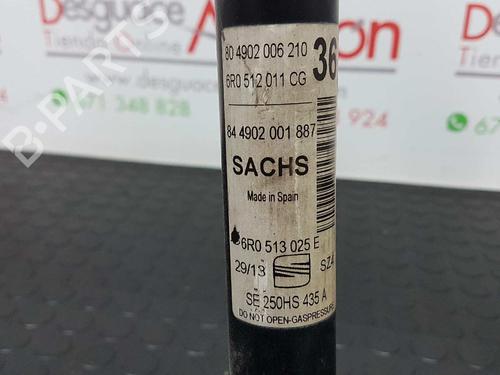 Desguace
Tienda Online
671 348 828
80 4902 006 210
6R0 512 011 CG
36
84 4902 001 887
SACHS
Made in Spain
6R0 513 025 E
29/13
SZ4
SE 250HS 435 A
DO NOT OPEN-GASPRESSURE
B-PARTS